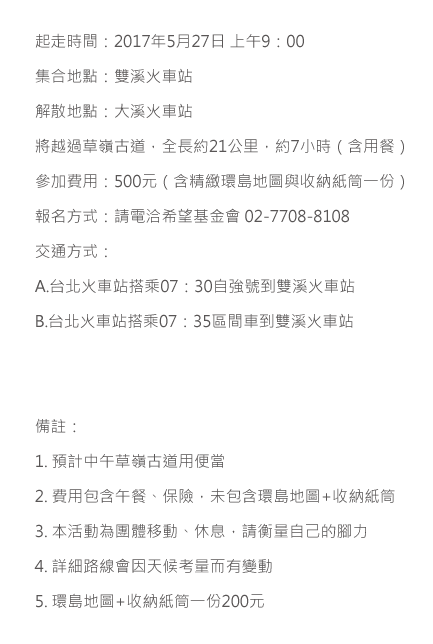 起走時間：2017年5月27日 上午9：00
集合地點：雙溪火車站
解散地點：大溪火車站
將越過草嶺古道，全長約21公里，約7小時（含用餐）
參加費用：500元（含精緻環島地圖與收納紙筒一份）
報名方式：請電洽希望基金會 02-7708-8108
交通方式：
A.台北火車站搭乘07：30自強號到雙溪火車站
B.台北火車站搭乘07：35區間車到雙溪火車站
備註：
1. 預計中午草嶺古道用便當
2. 費用包含午餐、保險，未包含環島地圖+收納紙筒
3. 本活動為團體移動、休息，請衡量自己的腳力
4. 詳細路線會因天候考量而有變動
5. 環島地圖+收納紙筒一份200元